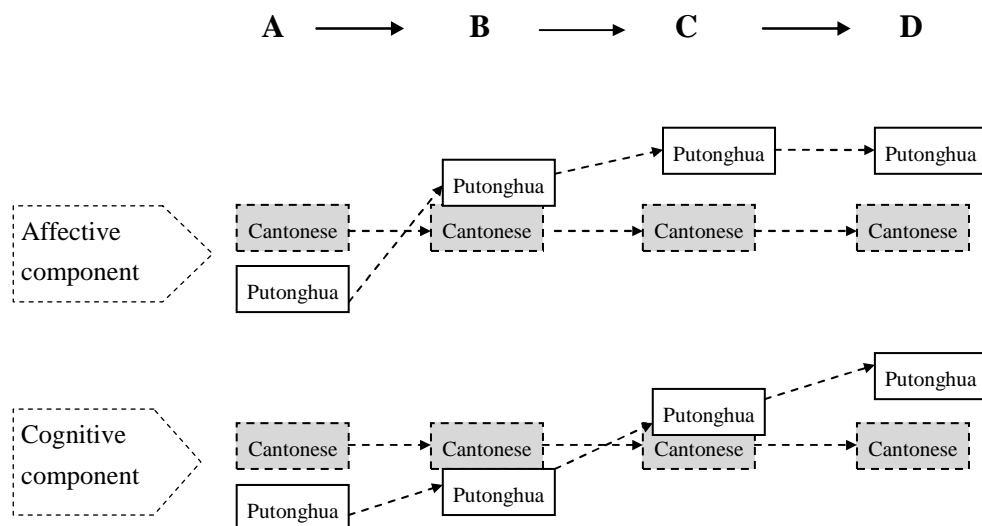 A B C D
Putonghua Putonghua
Putonghua
Affective
component
Cantonese Cantonese Cantonese Cantonese
Putonghua
Putonghua
Putonghua
Cognitive
component
Cantonese Cantonese Cantonese Cantonese
Putonghua Putonghua